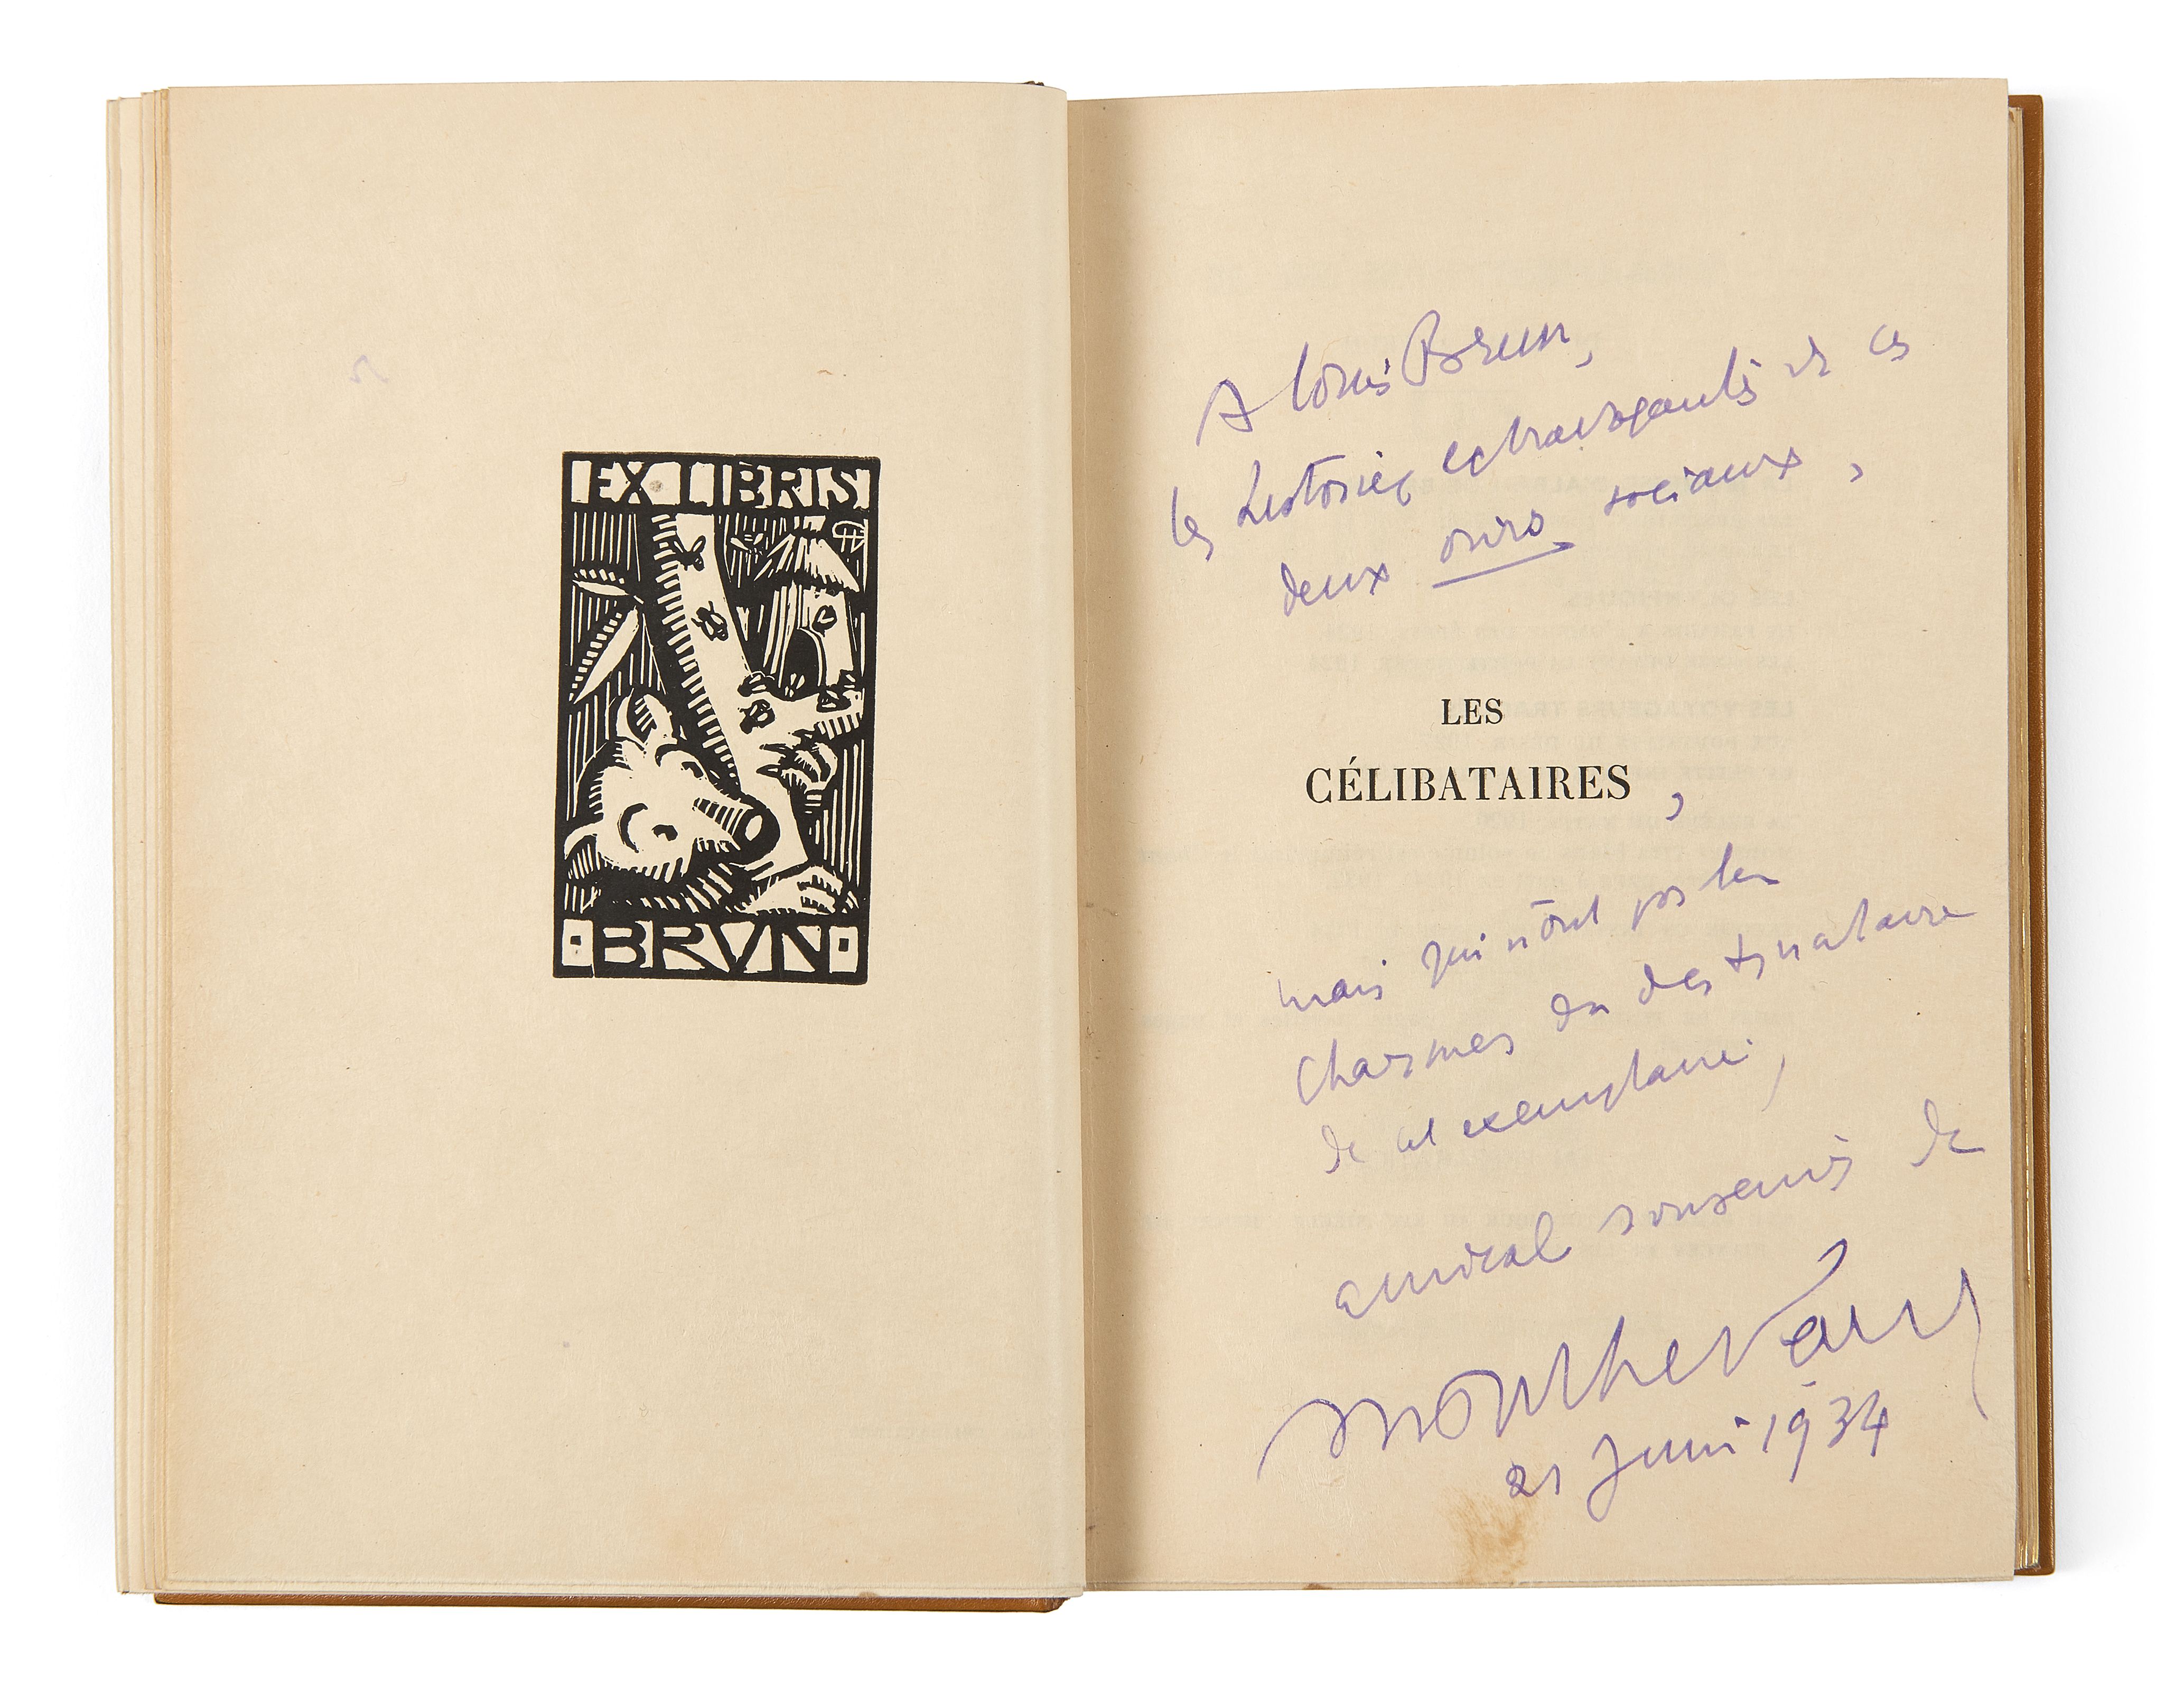 EX LIBRIS
BRVN
A Louis Brun,
les histoires extravagantes de ces
deux ours sociaux,
LES
CÉLIBATAIRES,
mais qui n'ont pas les
charmes du destinataire
de cet exemplaire,
amical souvenir de
Montherlant
21 Juin 1934